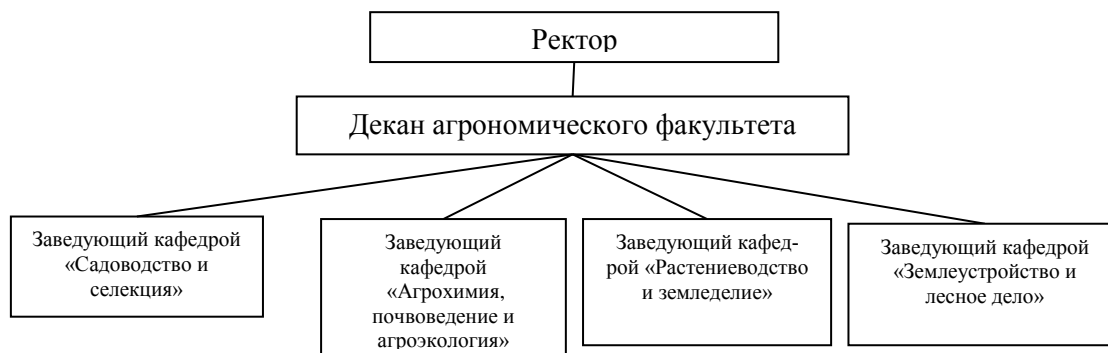 Ректор
Декан агрономического факультета
Заведующий кафедрой
«Садоводство и
селекция»
Заведующий
кафедрой
«Агрохимия,
почвоведение и
агроэкология»
Заведующий кафед-
рой «Растениеводство
и земледелие»
Заведующий кафедрой
«Землеустройство и
лесное дело»